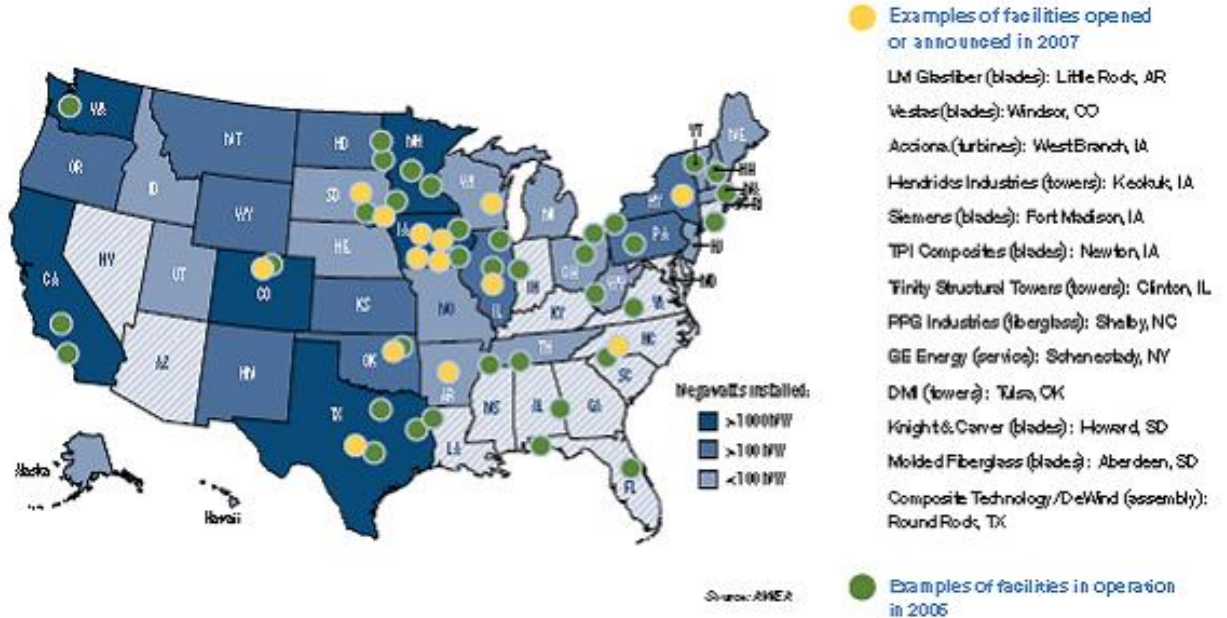 Examples of facilities opened
or announced in 2007
LM Glasfiber (blades): Little Rock, AR
Vestas (blades): Windsor, CO
Acciona (turbines): West Branch, IA
Hendricks Industries (towers): Keokuk, IA
Siemens (blades): Fort Madison, IA
TPI Composites (blades): Newton, IA
Trinity Structural Towers (towers): Clinton, IL
PPG Industries (fiberglass): Shelby, NC
GE Energy (service): Schenectady, NY
DMI (towers): Tulsa, OK
Knight & Carver (blades): Howard, SD
Molded Fiberglass (blades): Aberdeen, SD
Composite Technology/DeWind (assembly):
Round Rock, TX
Examples of facilities in operation
in 2006
WA
MT
ND
MN
OR
ID
SD
WI
WY
MI
NY
VT
ME
NH
MA
RI
NJ
MD
PA
NV
UT
NE
IA
CA
CO
KS
MO
IL
IN
OH
WV
KY
VA
AZ
NM
OK
AR
TN
NC
SC
TX
LA
MS
AL
GA
FL
Alaska
Hawaii
Megawatts installed:
>1000 MW
>100 MW
<100 MW
Source: AWEA